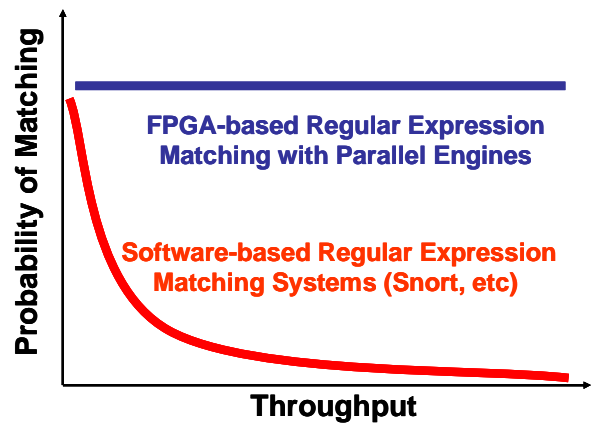 Probability of Matching
FPGA-based Regular Expression
Matching with Parallel Engines
Software-based Regular Expression
Matching Systems (Snort, etc)
Throughput